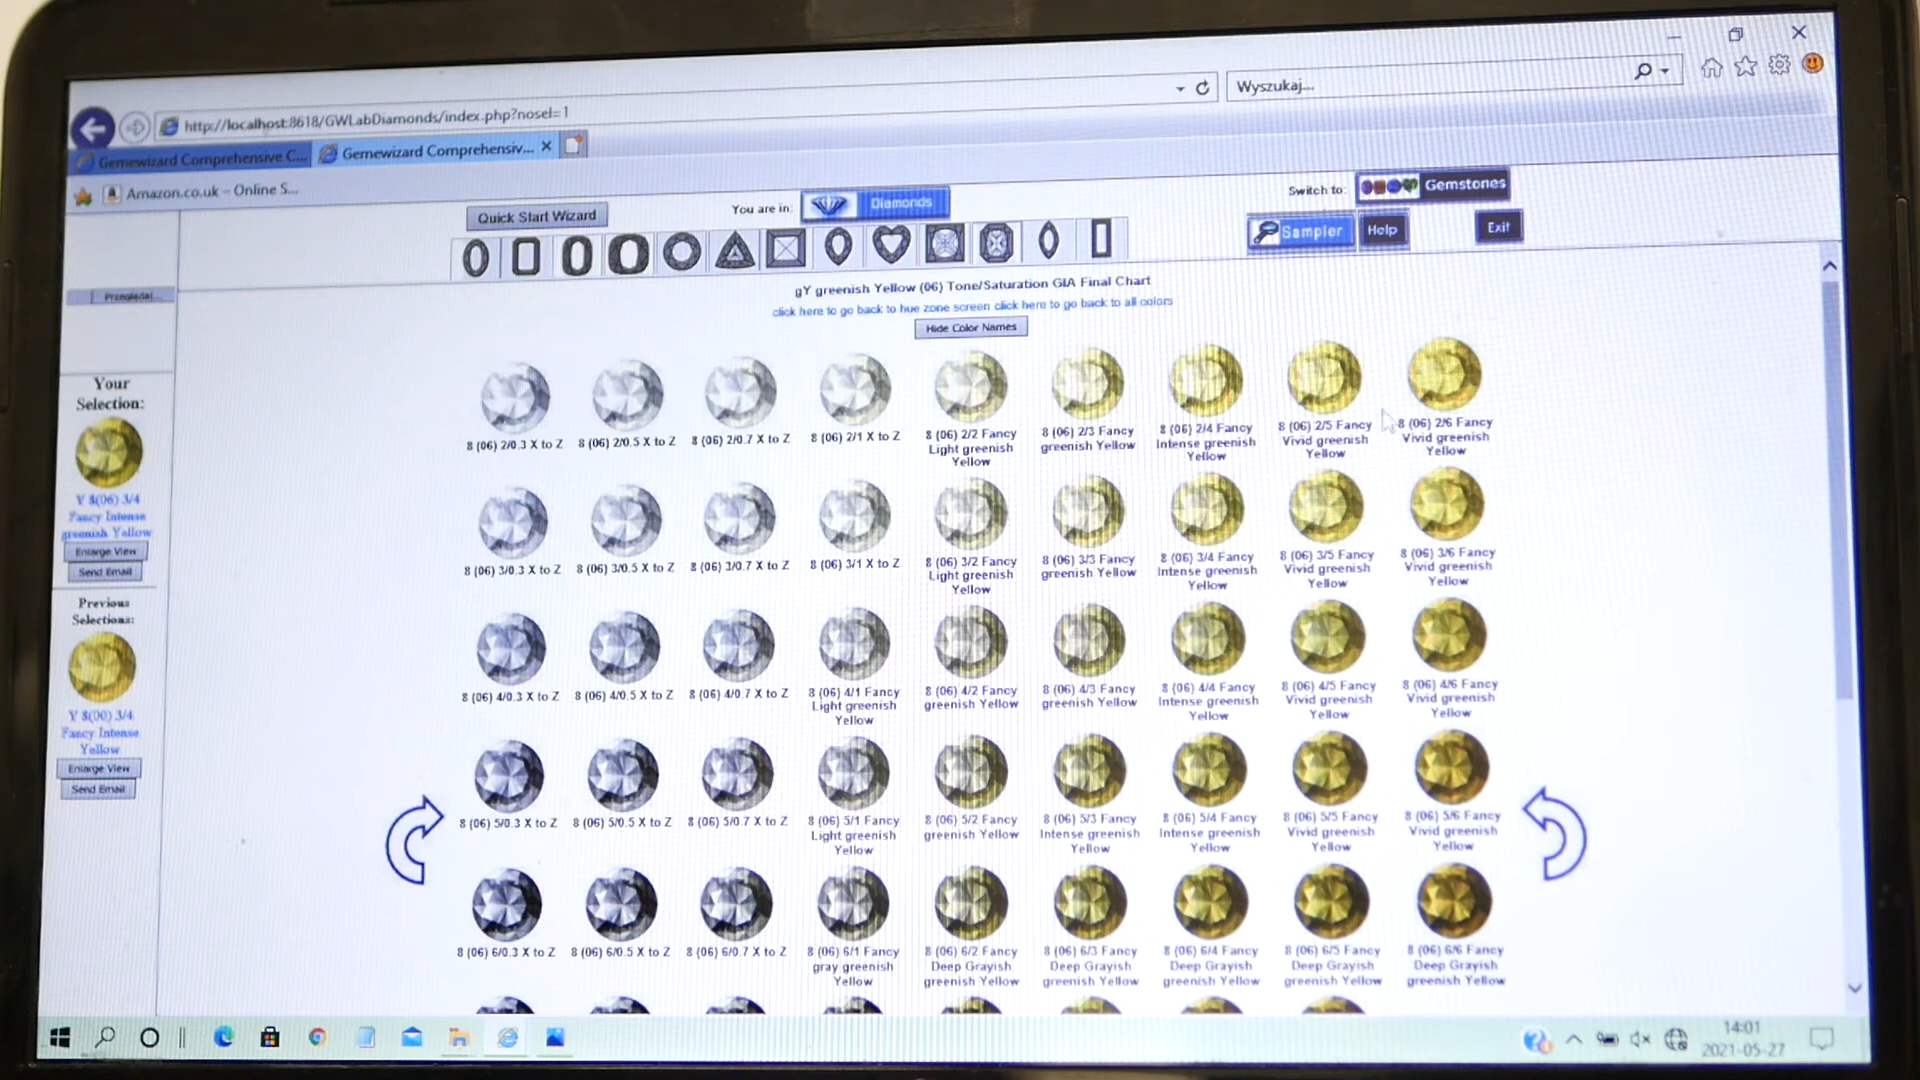 http://localhost:8618/GWLabDiamonds/index.php?nosel=1
Wyszukaj...
Gemewizard Comprehensive C...
Gemewizard Comprehensiv...
Amazon.co.uk – Online S...
Quick Start Wizard
You are in:
Diamonds
Switch to:
Gemstones
Sampler
Help
Exit
gY greenish Yellow (06) Tone/Saturation GIA Final Chart
click here to go back to hue zone screen click here to go back to all colors
Hide Color Names
Your
Selection:
Y 8(06) 3/4
Fancy Intense
greenish Yellow
Enlarge View
Send Email
Previous
Selections:
Y 8(00) 3/4
Fancy Intense
Yellow
Enlarge View
Send Email
8 (06) 2/0.3 X to Z
8 (06) 2/0.5 X to Z
8 (06) 2/0.7 X to Z
8 (06) 2/1 X to Z
8 (06) 2/2 Fancy
Light greenish
Yellow
8 (06) 2/3 Fancy
greenish Yellow
8 (06) 2/4 Fancy
Intense greenish
Yellow
8 (06) 2/5 Fancy
Vivid greenish
Yellow
8 (06) 2/6 Fancy
Vivid greenish
Yellow
8 (06) 3/0.3 X to Z
8 (06) 3/0.5 X to Z
8 (06) 3/0.7 X to Z
8 (06) 3/1 X to Z
8 (06) 3/2 Fancy
Light greenish
Yellow
8 (06) 3/3 Fancy
greenish Yellow
8 (06) 3/4 Fancy
Intense greenish
Yellow
8 (06) 3/5 Fancy
Vivid greenish
Yellow
8 (06) 3/6 Fancy
Vivid greenish
Yellow
8 (06) 4/0.3 X to Z
8 (06) 4/0.5 X to Z
8 (06) 4/0.7 X to Z
8 (06) 4/1 Fancy
Light greenish
Yellow
8 (06) 4/2 Fancy
greenish Yellow
8 (06) 4/3 Fancy
greenish Yellow
8 (06) 4/4 Fancy
Intense greenish
Yellow
8 (06) 4/5 Fancy
Vivid greenish
Yellow
8 (06) 4/6 Fancy
Vivid greenish
Yellow
8 (06) 5/0.3 X to Z
8 (06) 5/0.5 X to Z
8 (06) 5/0.7 X to Z
8 (06) 5/1 Fancy
Light greenish
Yellow
8 (06) 5/2 Fancy
greenish Yellow
8 (06) 5/3 Fancy
Intense greenish
Yellow
8 (06) 5/4 Fancy
Intense greenish
Yellow
8 (06) 5/5 Fancy
Vivid greenish
Yellow
8 (06) 5/6 Fancy
Vivid greenish
Yellow
8 (06) 6/0.3 X to Z
8 (06) 6/0.5 X to Z
8 (06) 6/0.7 X to Z
8 (06) 6/1 Fancy
gray greenish
Yellow
8 (06) 6/2 Fancy
Deep Grayish
greenish Yellow
8 (06) 6/3 Fancy
Deep Grayish
greenish Yellow
8 (06) 6/4 Fancy
Deep Grayish
greenish Yellow
8 (06) 6/5 Fancy
Deep Grayish
greenish Yellow
8 (06) 6/6 Fancy
Deep Grayish
greenish Yellow
14:01
2021-05-27